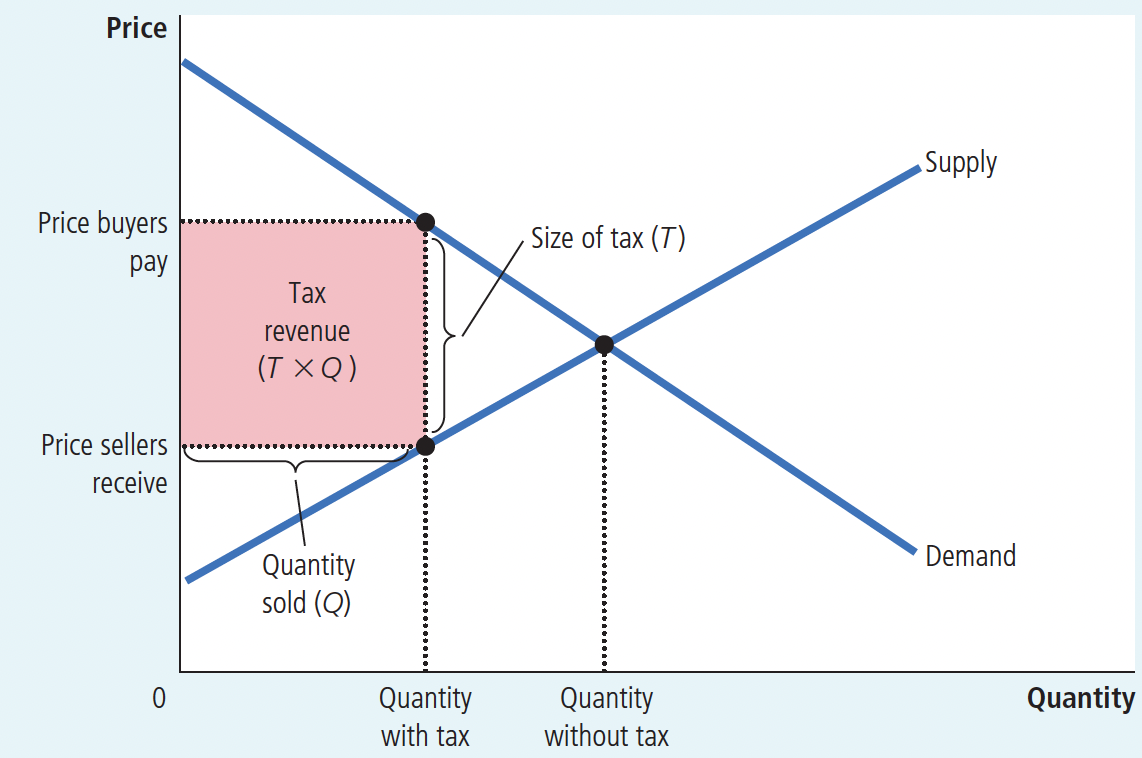 Price
Supply
Price buyers
pay
Size of tax (T)
Tax
revenue
(T × Q )
Price sellers
receive
Quantity
sold (Q)
Demand
0
Quantity
with tax
Quantity
without tax
Quantity